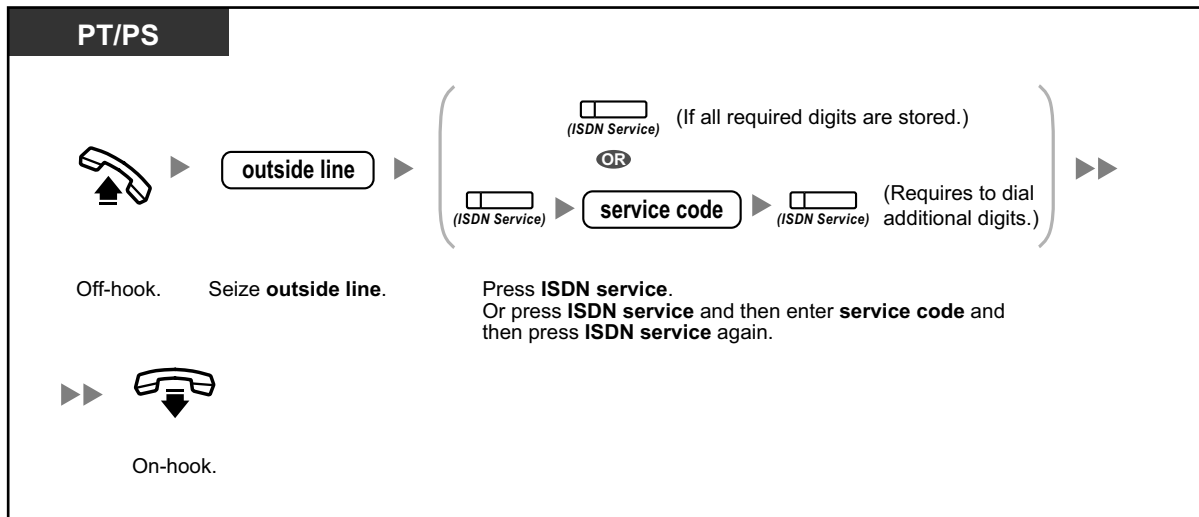 PT/PS
(ISDN Service) (If all required digits are stored.)
OR
outside line
(ISDN Service) service code (ISDN Service) (Requires to dial
additional digits.)
Off-hook.
Seize outside line.
Press ISDN service.
Or press ISDN service and then enter service code and
then press ISDN service again.
On-hook.